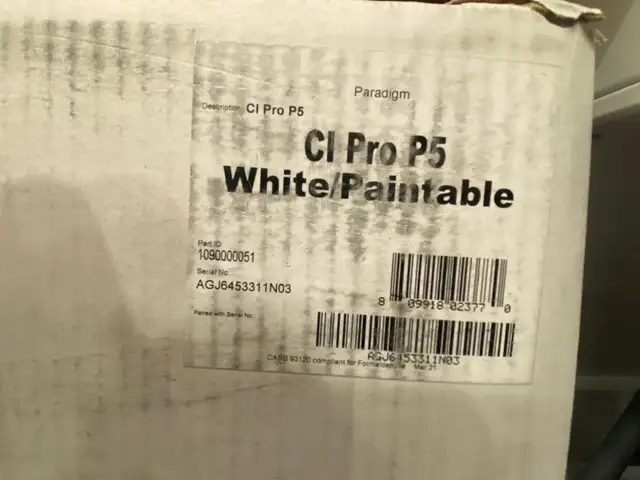 Paradigm
Description CI Pro P5
CI Pro P5
White/Paintable
Part ID
1090000051
Serial No
AGJ6453311N03
8 09918 02377 0
Paired with Serial No
AGJ6453311N03
CARB 93120 compliant for Formaldehyde Mar 21